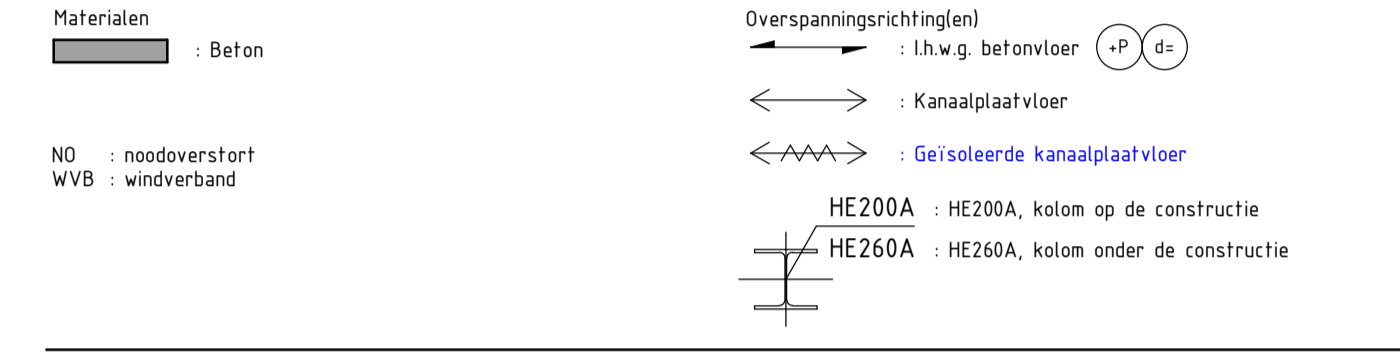 Materialen
: Beton
NO : noodoverstort
WVB : windverband
Overspanningsrichting(en)
: I.h.w.g. betonvloer +P d=
: Kanaalplaatvloer
: Geïsoleerde kanaalplaatvloer
HE200A : HE200A, kolom op de constructie
HE260A : HE260A, kolom onder de constructie